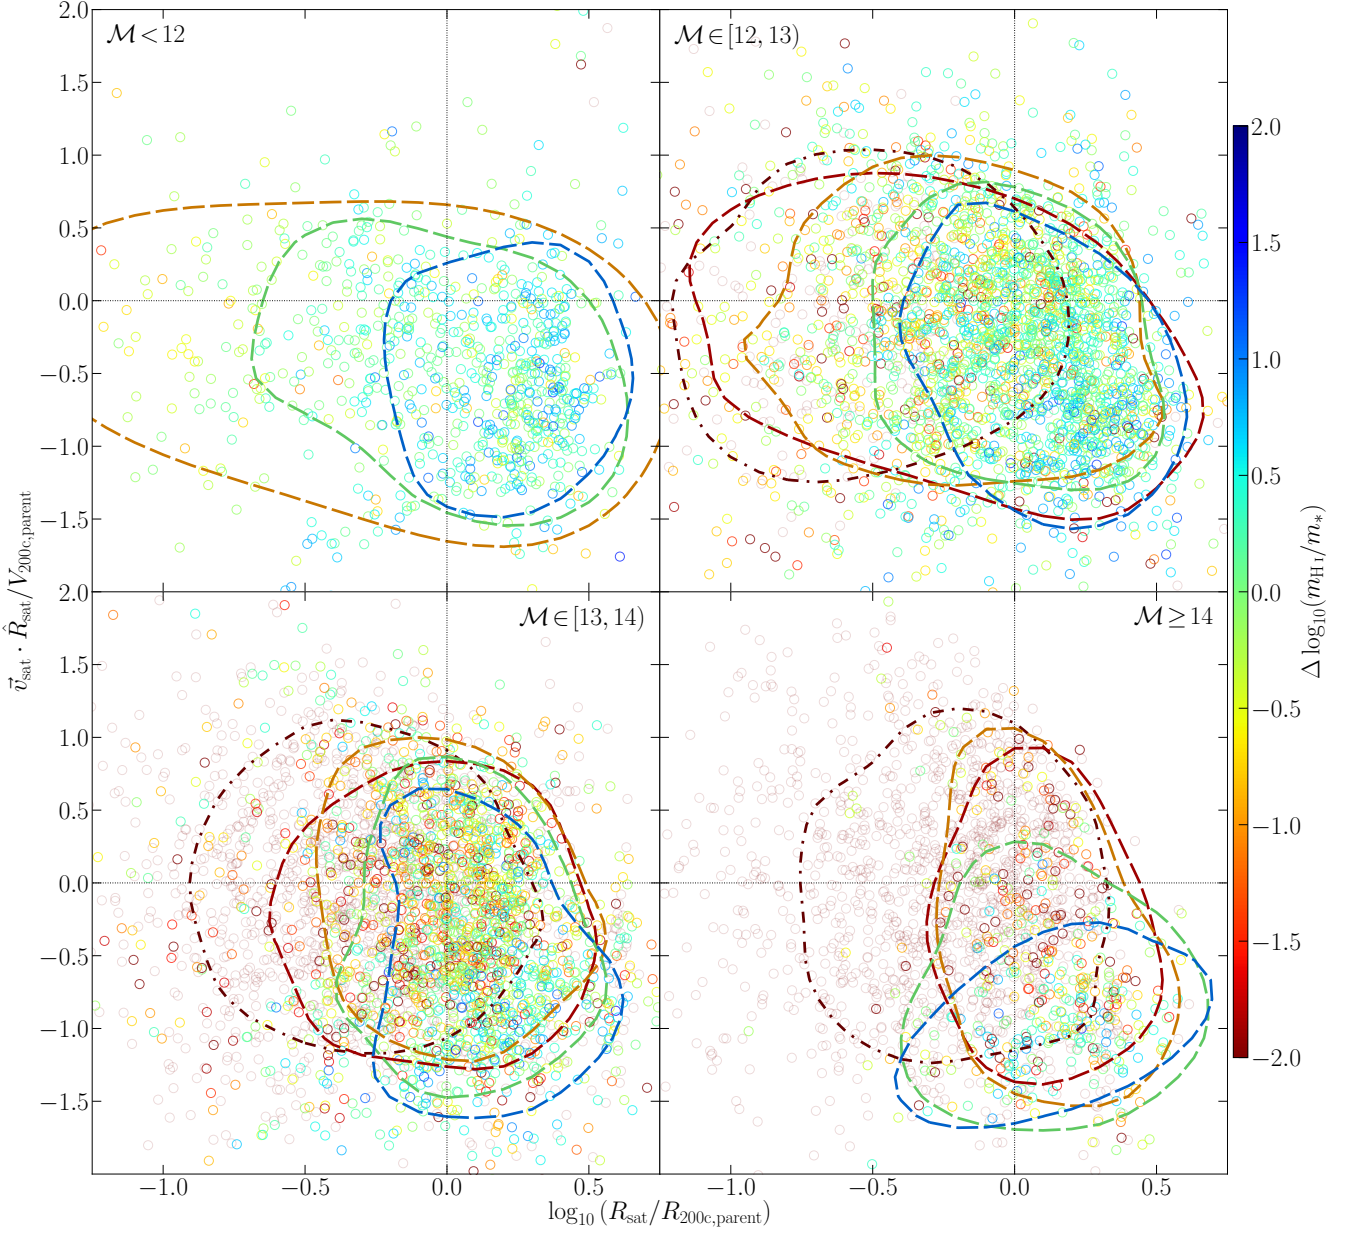 2.0
1.5
1.0
0.5
0.0
−0.5
−1.0
−1.5
2.0
1.5
1.0
0.5
0.0
−0.5
−1.0
−1.5
ℳ<12
ℳ∈[12, 13)
ℳ∈[13, 14)
ℳ≥14
−1.0 −0.5 0.0 0.5
−1.0 −0.5 0.0 0.5
log₁₀(R_sat/R_200c,parent)
v⃗_sat · R̂_sat/V_200c,parent
2.0
1.5
1.0
0.5
0.0
−0.5
−1.0
−1.5
−2.0
Δ log₁₀(m_H I/m_*)